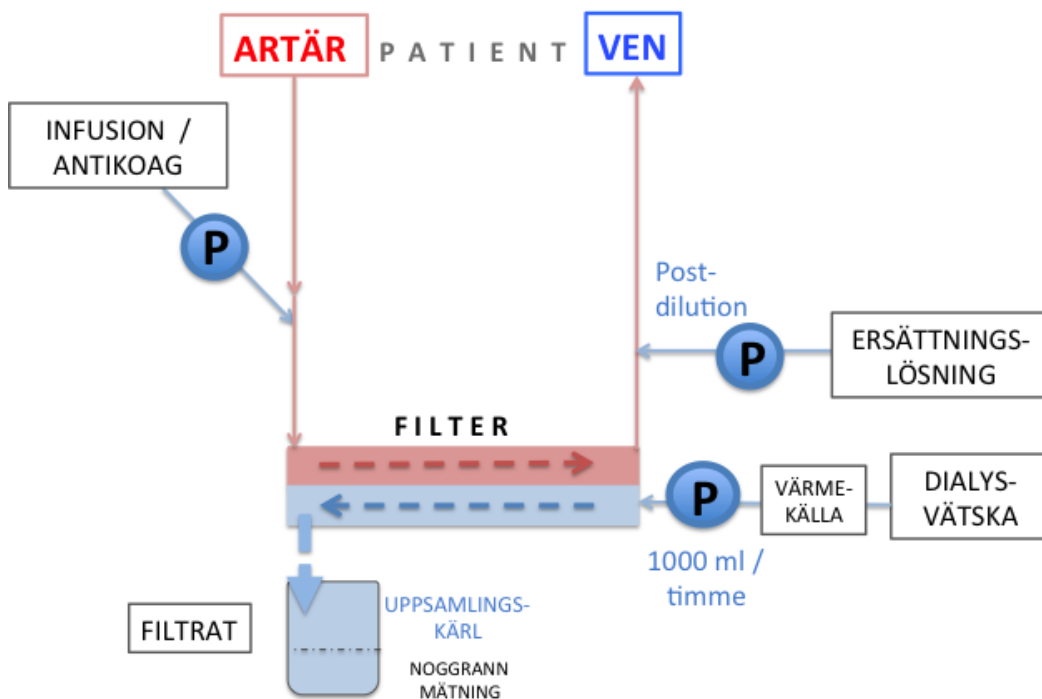 ARTÄR PATIENT VEN
INFUSION /
ANTIKOAG
P
Post-
dilution
P
ERSÄTTNINGS-
LÖSNING
FILTER
P
VÄRME-
KÄLLA
DIALYS-
VÄTSKA
1000 ml /
timme
FILTRAT
UPPSAMLINGS-
KÄRL
NOGGRANN
MÄTNING